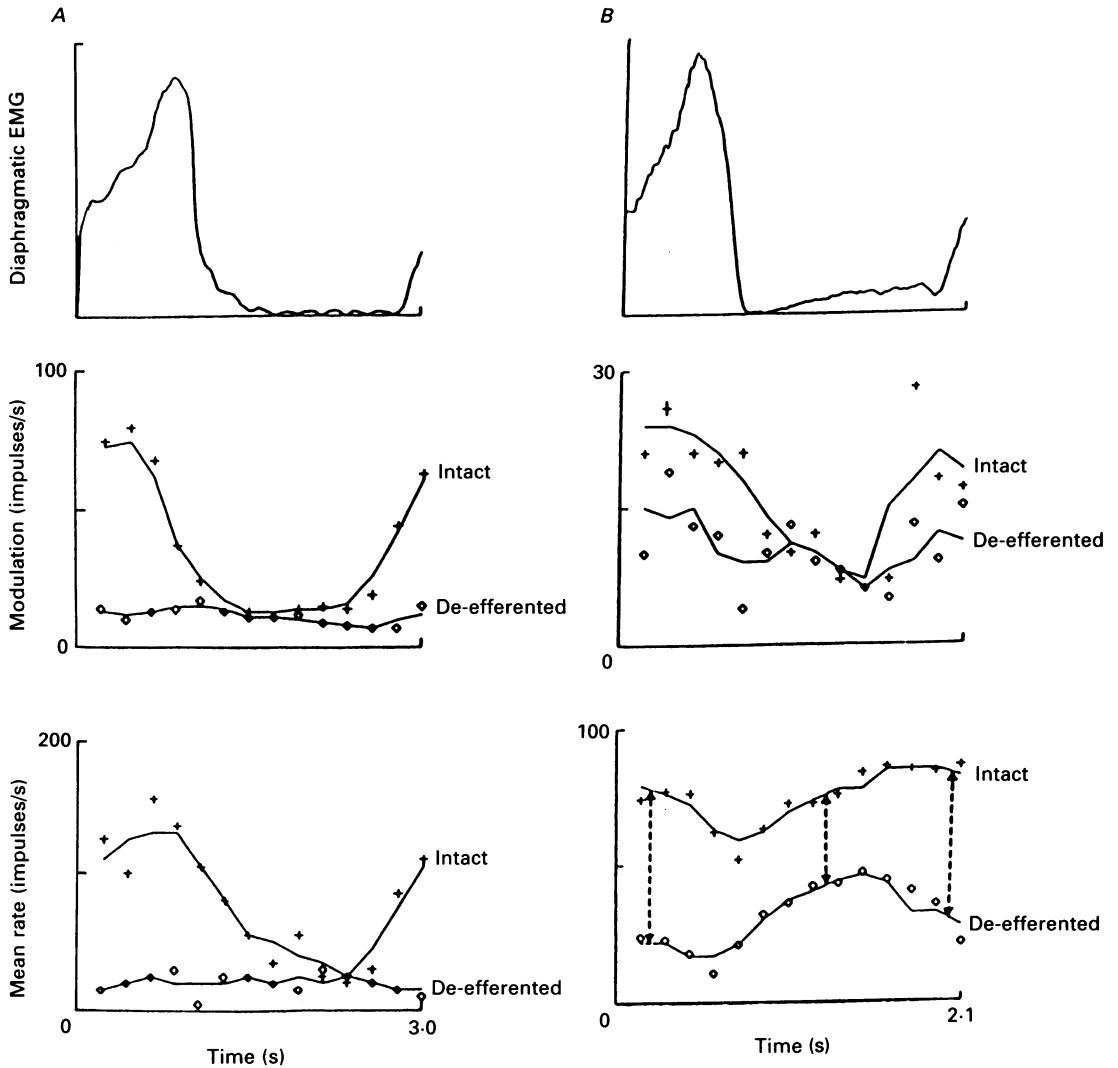 A
B
Diaphragmatic EMG
Modulation (impulses/s)
100
0
Intact
De-efferented
30
0
Intact
De-efferented
Mean rate (impulses/s)
200
0
3·0
Intact
De-efferented
Time (s)
100
0
2·1
Intact
De-efferented
Time (s)